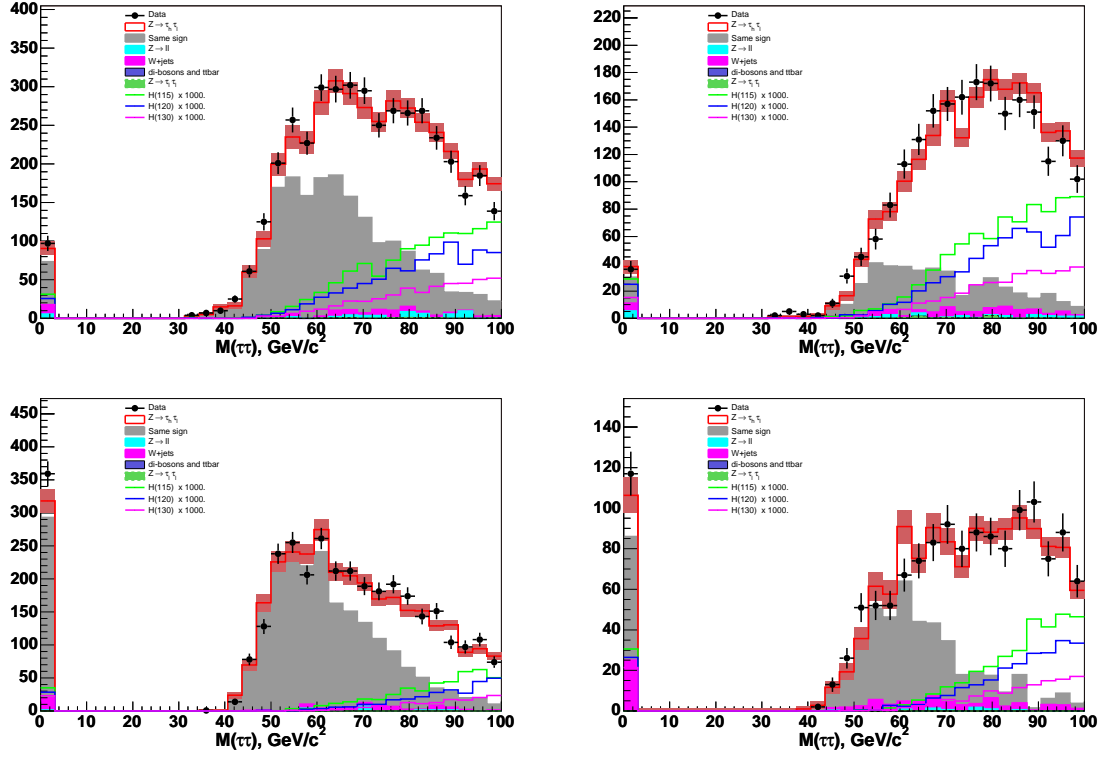 400
350
300
250
200
150
100
50
0
Data
Z → τh τl
Same sign
Z → ll
W+jets
di-bosons and ttbar
Z → τl τl
H(115) x 1000.
H(120) x 1000.
H(130) x 1000.
0 10 20 30 40 50 60 70 80 90 100
M(ττ), GeV/c2
220
200
180
160
140
120
100
80
60
40
20
0
Data
Z → τh τl
Same sign
Z → ll
W+jets
di-bosons and ttbar
Z → τl τl
H(115) x 1000.
H(120) x 1000.
H(130) x 1000.
0 10 20 30 40 50 60 70 80 90 100
M(ττ), GeV/c2
450
400
350
300
250
200
150
100
50
0
Data
Z → τh τl
Same sign
Z → ll
W+jets
di-bosons and ttbar
Z → τl τl
H(115) x 1000.
H(120) x 1000.
H(130) x 1000.
0 10 20 30 40 50 60 70 80 90 100
M(ττ), GeV/c2
140
120
100
80
60
40
20
0
Data
Z → τh τl
Same sign
Z → ll
W+jets
di-bosons and ttbar
Z → τl τl
H(115) x 1000.
H(120) x 1000.
H(130) x 1000.
0 10 20 30 40 50 60 70 80 90 100
M(ττ), GeV/c2